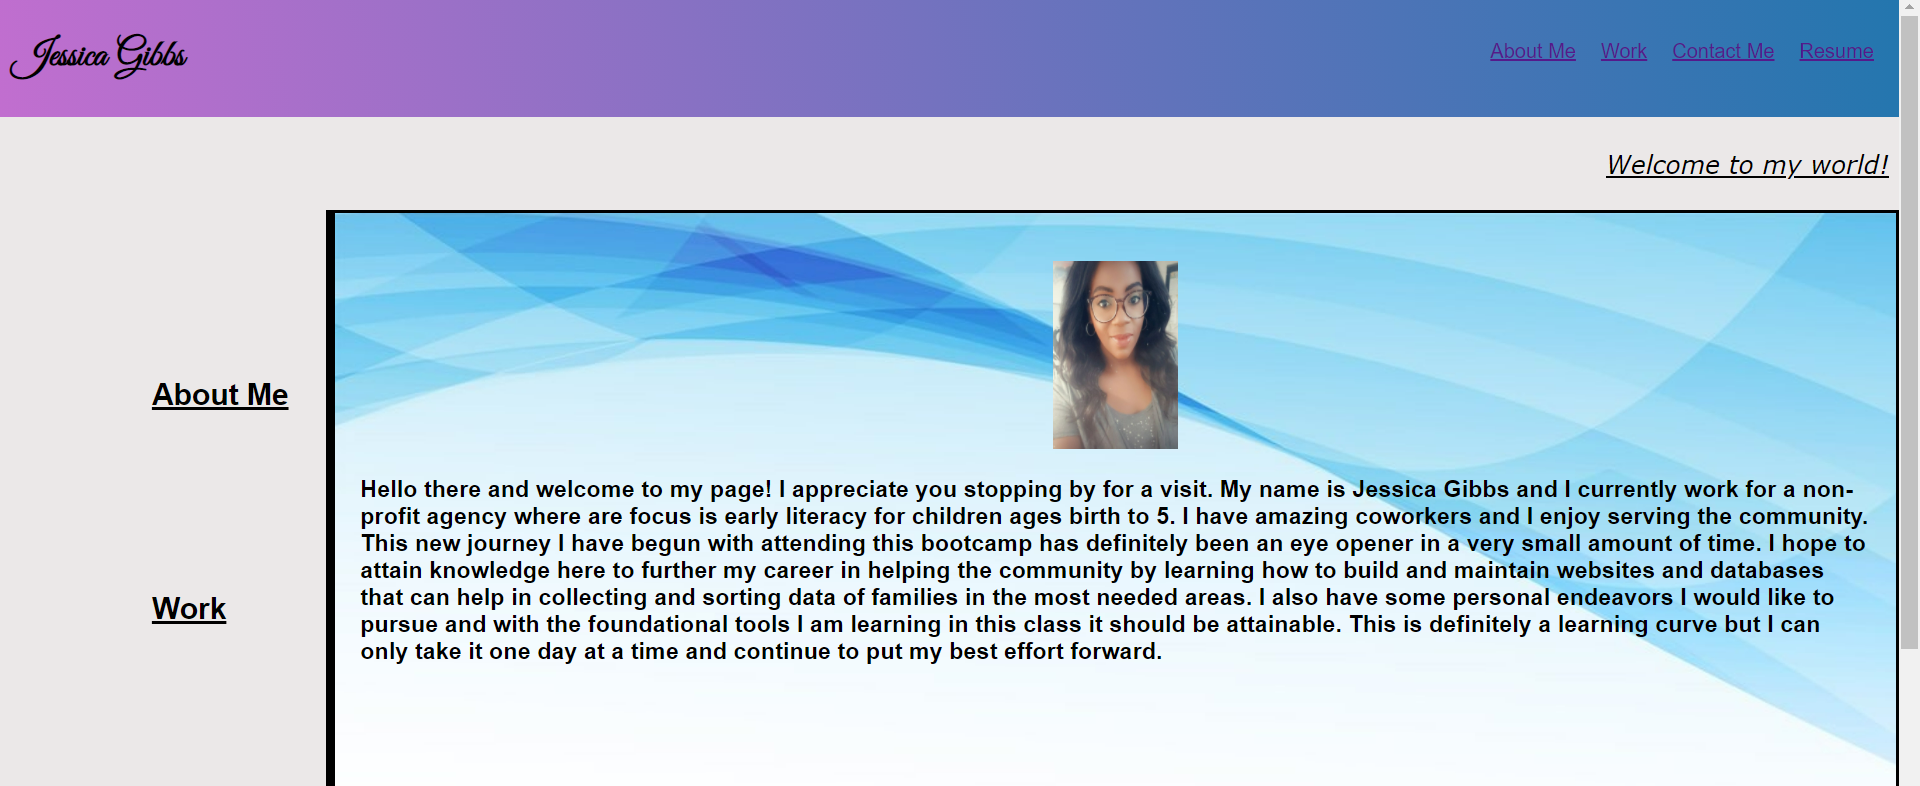 Jessica Gibbs
About Me Work Contact Me Resume
Welcome to my world!
About Me
Hello there and welcome to my page! I appreciate you stopping by for a visit. My name is Jessica Gibbs and I currently work for a non-
profit agency where are focus is early literacy for children ages birth to 5. I have amazing coworkers and I enjoy serving the community.
This new journey I have begun with attending this bootcamp has definitely been an eye opener in a very small amount of time. I hope to
attain knowledge here to further my career in helping the community by learning how to build and maintain websites and databases
that can help in collecting and sorting data of families in the most needed areas. I also have some personal endeavors I would like to
pursue and with the foundational tools I am learning in this class it should be attainable. This is definitely a learning curve but I can
only take it one day at a time and continue to put my best effort forward.
Work